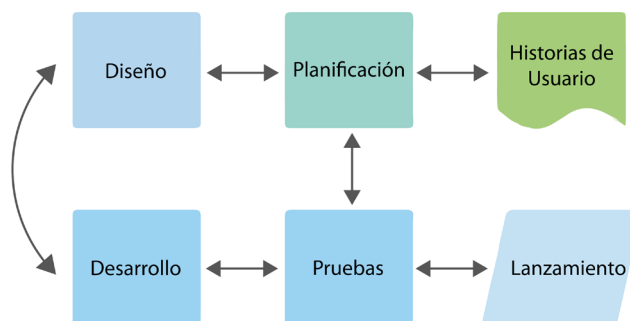 Diseño
Planificación
Historias de
Usuario
Desarrollo
Pruebas
Lanzamiento